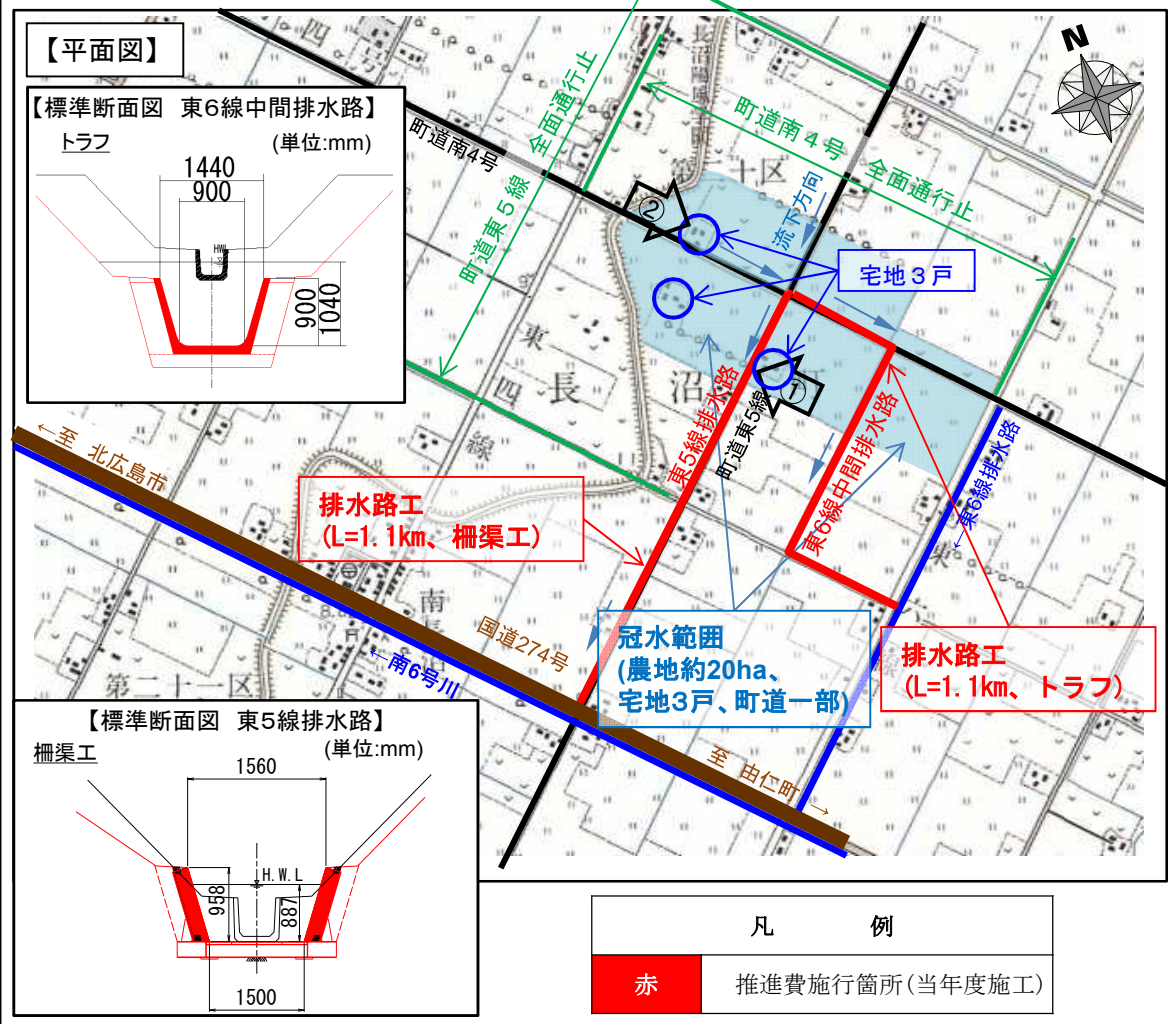 【平面図】
N
【標準断面図 東6線中間排水路】
トラフ
(単位:mm)
1440
900
HWL
900
1040
町道南4号
全面通行止
町道東5線
町道南4号 全面通行止
流下方向
第二十区
②
宅地3戸
①
東5線排水路
町道東5線
東6線中間排水路
←東6線排水路
長沼
東四線
東
南長沼
第二十一区
←至 北広島市
排水路工
(L=1.1km、柵渠工)
国道274号
←南6号川
至 由仁町→
冠水範囲
(農地約20ha、
宅地3戸、町道一部)
排水路工
(L=1.1km、トラフ)
【標準断面図 東5線排水路】
柵渠工
(単位:mm)
1560
H.W.L
958
887
1500
凡 例
赤 推進費施行箇所(当年度施工)